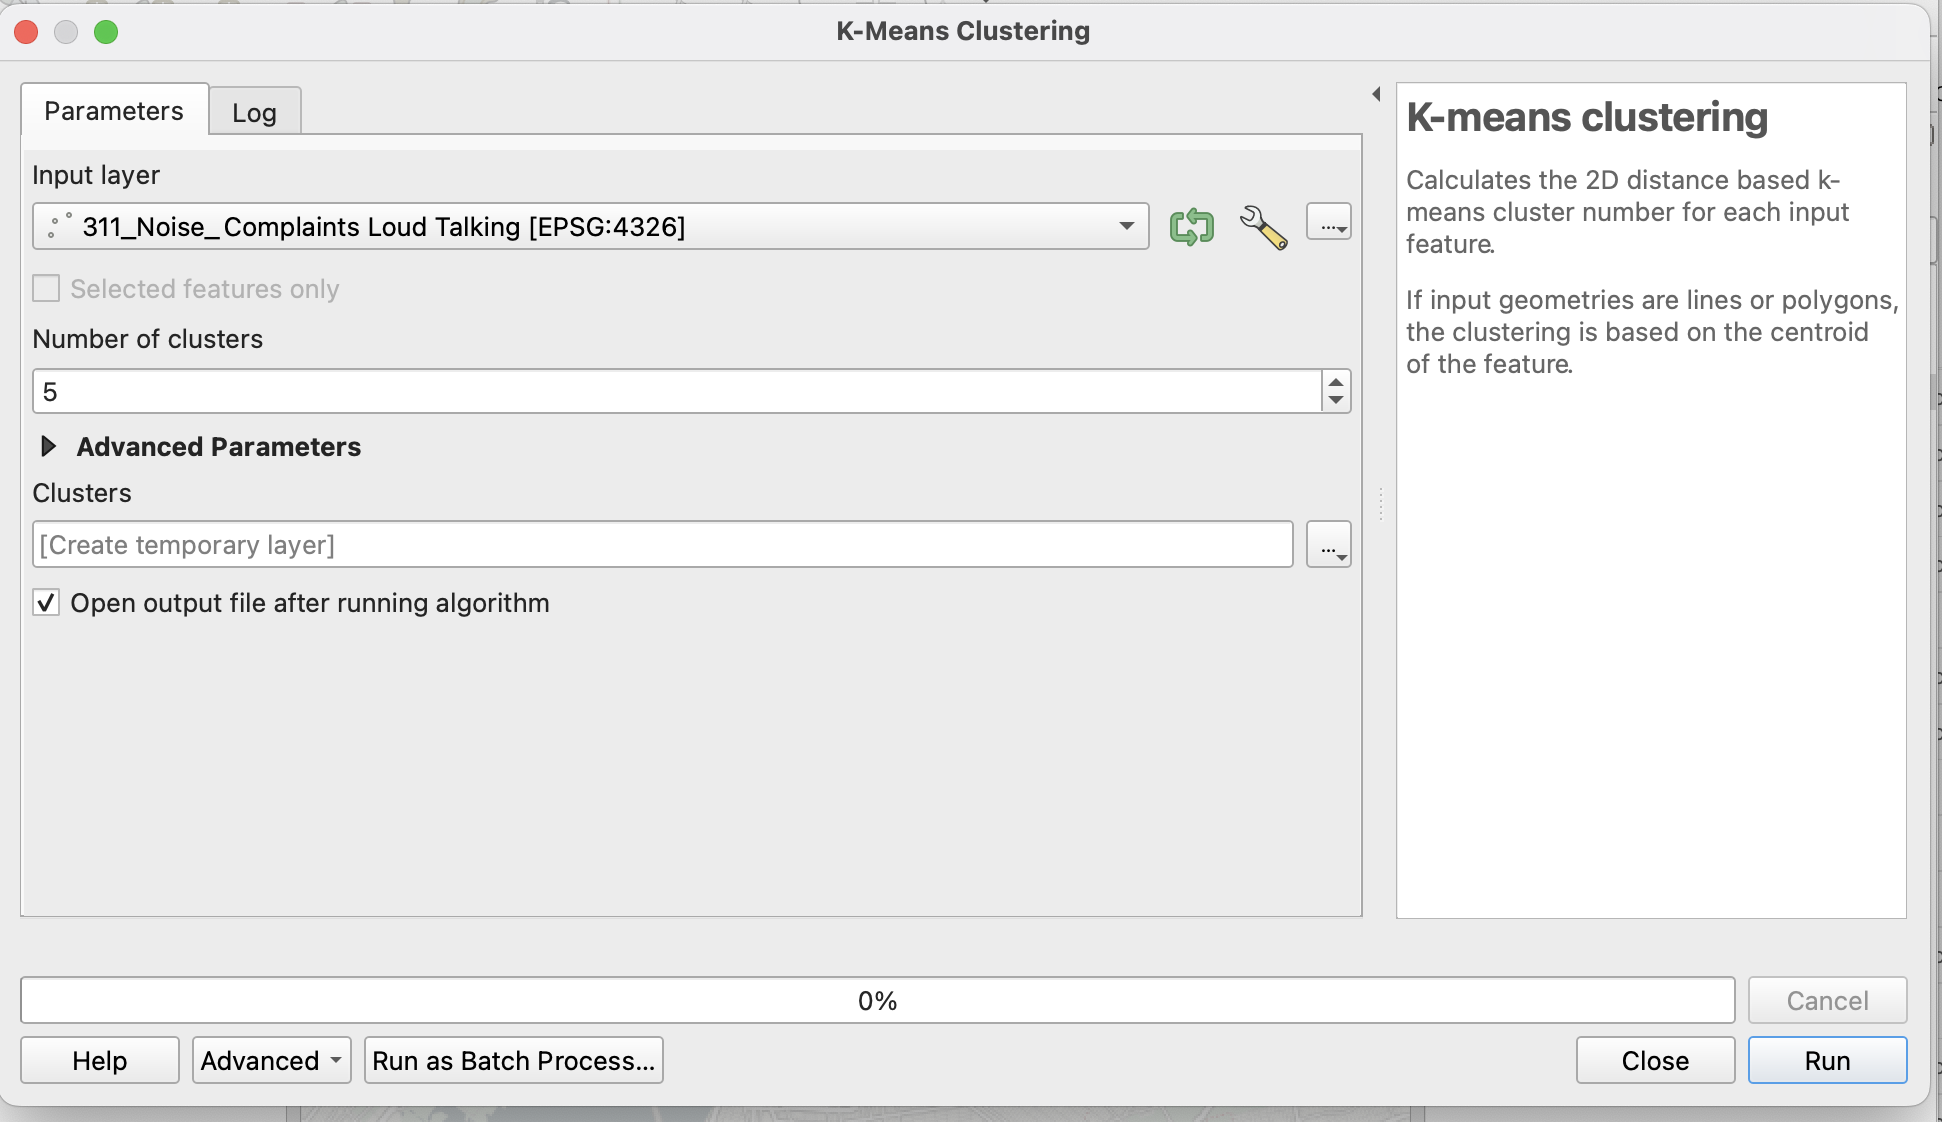 K-Means Clustering
Parameters
Log
Input layer
311_Noise_ Complaints Loud Talking [EPSG:4326]
...
Selected features only
Number of clusters
5
Advanced Parameters
Clusters
[Create temporary layer]
...
Open output file after running algorithm
K-means clustering
Calculates the 2D distance based k-
means cluster number for each input
feature.
If input geometries are lines or polygons,
the clustering is based on the centroid
of the feature.
0%
Cancel
Help
Advanced
Run as Batch Process...
Close
Run